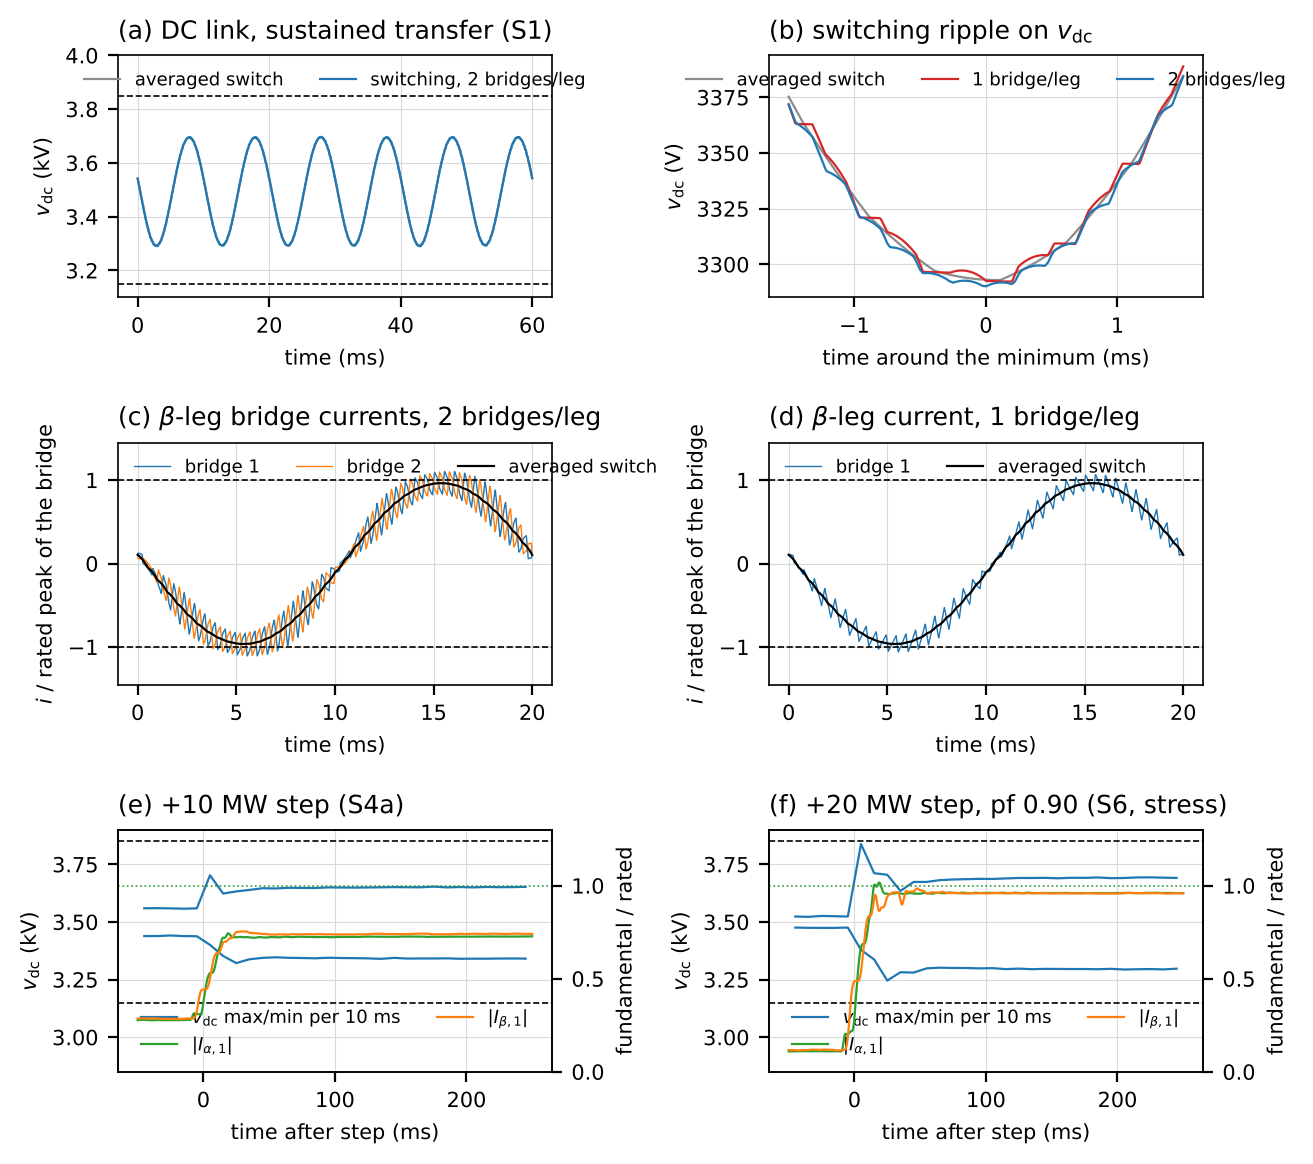 (a) DC link, sustained transfer (S1)
averaged switch
switching, 2 bridges/leg
4.0
3.8
3.6
3.4
3.2
v_dc (kV)
0
20
40
60
time (ms)
(b) switching ripple on v_dc
averaged switch
1 bridge/leg
2 bridges/leg
3375
3350
3325
3300
v_dc (V)
−1
0
1
time around the minimum (ms)
(c) β-leg bridge currents, 2 bridges/leg
bridge 1
bridge 2
averaged switch
1
0
−1
i / rated peak of the bridge
0
5
10
15
20
time (ms)
(d) β-leg current, 1 bridge/leg
bridge 1
averaged switch
1
0
−1
i / rated peak of the bridge
0
5
10
15
20
time (ms)
(e) +10 MW step (S4a)
3.75
3.50
3.25
3.00
v_dc (kV)
1.0
0.5
0.0
fundamental / rated
v_dc max/min per 10 ms
|I_β,1|
|I_α,1|
0
100
200
time after step (ms)
(f) +20 MW step, pf 0.90 (S6, stress)
3.75
3.50
3.25
3.00
v_dc (kV)
1.0
0.5
0.0
fundamental / rated
v_dc max/min per 10 ms
|I_β,1|
|I_α,1|
0
100
200
time after step (ms)